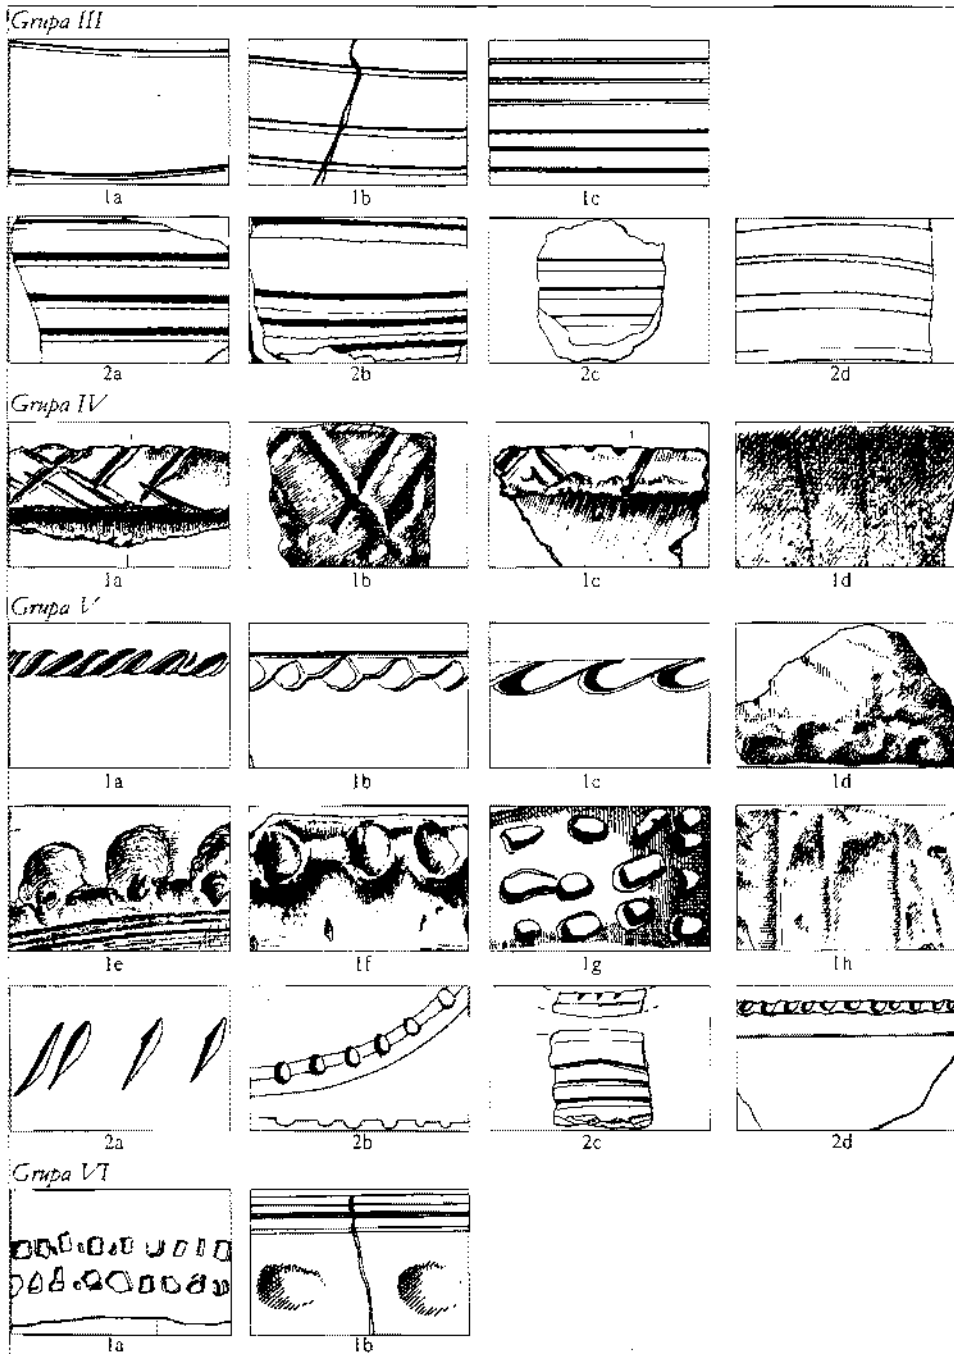 Grupa III
1a 1b 1c
2a 2b 2c 2d
Grupa IV
1a 1b 1c 1d
Grupa V
1a 1b 1c 1d
1e 1f 1g 1h
2a 2b 2c 2d
Grupa VI
1a 1b